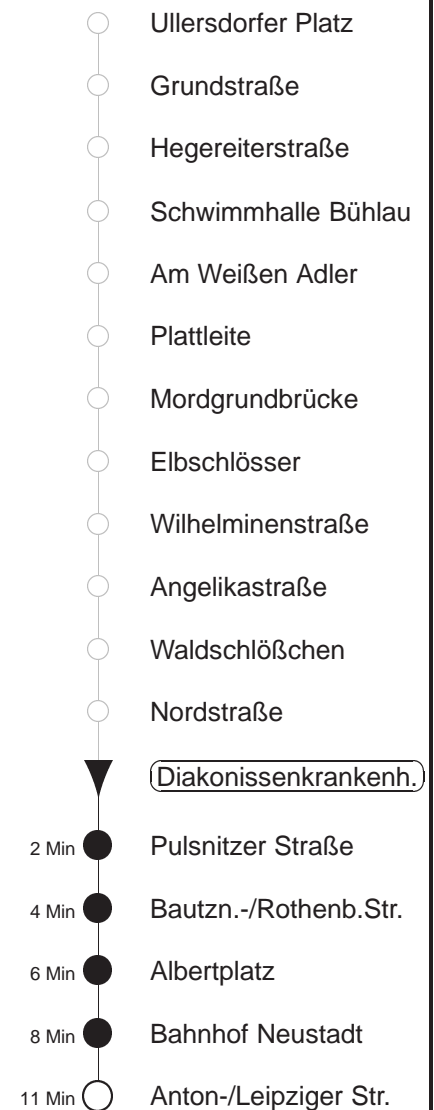 Ullersdorfer Platz
Grundstraße
Hegereiterstraße
Schwimmhalle Bühlau
Am Weißen Adler
Plattleite
Mordgrundbrücke
Elbschlösser
Wilhelminenstraße
Angelikastraße
Waldschlößchen
Nordstraße
Diakonissenkrankenh.
2 Min Pulsnitzer Straße
4 Min Bautzn.-/Rothenb.Str.
6 Min Albertplatz
8 Min Bahnhof Neustadt
11 Min Anton-/Leipziger Str.